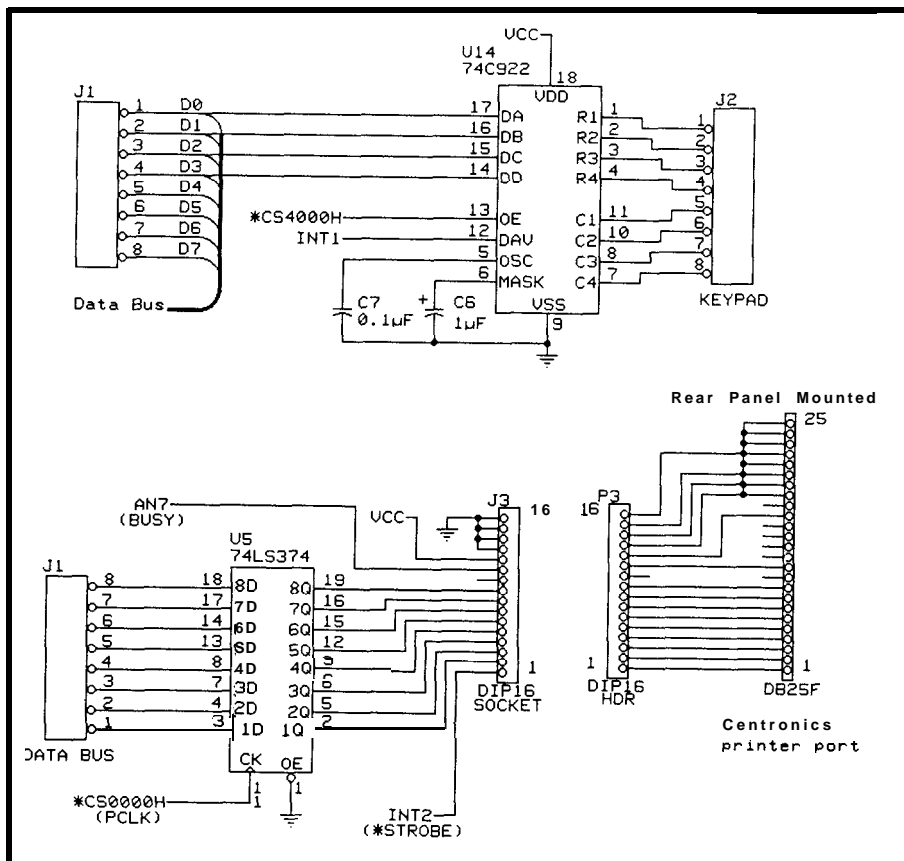 VCC
U14
74C922
18
VDD
J1
1 D0
2 D1
3 D2
4 D3
5 D4
6 D5
7 D6
8 D7
Data Bus
17 DA
16 DB
15 DC
14 DD
*CS4000H 13 OE
INT1 12 DAV
5 OSC
6 MASK
VSS
9
R1 1
R2 2
R3 3
R4 4
C1 11
C2 10
C3 8
C4 7
J2
1
2
3
4
5
6
7
8
KEYPAD
C7
0.1µF
+ C6
1µF
Rear Panel Mounted
25
AN7
(BUSY)
VCC
J3
16
P3
16
U5
74LS374
J1
8 18 8D 8Q 19
7 17 7D 7Q 16
6 14 6D 6Q 15
5 13 5D 5Q 12
4 8 4D 4Q 9
3 7 3D 3Q 6
2 4 2D 2Q 5
1 3 1D 1Q 2
DATA BUS
CK OE
1
1
1
*CS0000H
(PCLK)
INT2
(*STROBE)
1
DIP16
SOCKET
1
DIP16
HDR
1
DB25F
Centronics
printer port